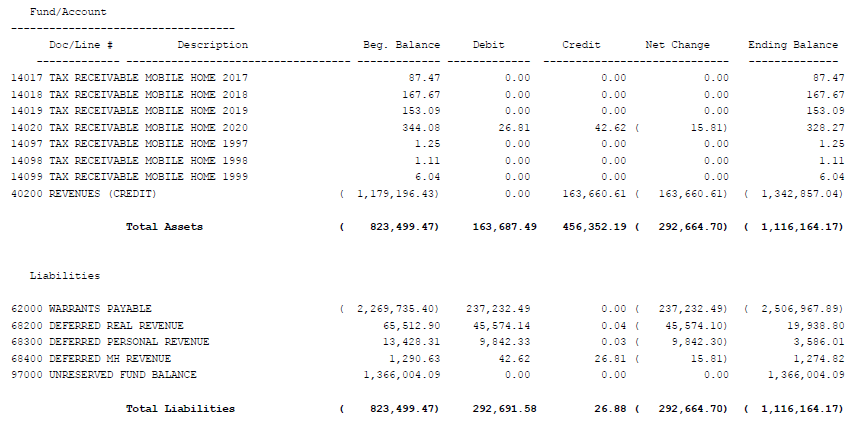 Fund/Account
Doc/Line # Description Beg. Balance Debit Credit Net Change Ending Balance
14017 TAX RECEIVABLE MOBILE HOME 2017 87.47 0.00 0.00 0.00 87.47
14018 TAX RECEIVABLE MOBILE HOME 2018 167.67 0.00 0.00 0.00 167.67
14019 TAX RECEIVABLE MOBILE HOME 2019 153.09 0.00 0.00 0.00 153.09
14020 TAX RECEIVABLE MOBILE HOME 2020 344.08 26.81 42.62 ( 15.81) 328.27
14097 TAX RECEIVABLE MOBILE HOME 1997 1.25 0.00 0.00 0.00 1.25
14098 TAX RECEIVABLE MOBILE HOME 1998 1.11 0.00 0.00 0.00 1.11
14099 TAX RECEIVABLE MOBILE HOME 1999 6.04 0.00 0.00 0.00 6.04
40200 REVENUES (CREDIT) ( 1,179,196.43) 0.00 163,660.61 ( 163,660.61) ( 1,342,857.04)
Total Assets ( 823,499.47) 163,687.49 456,352.19 ( 292,664.70) ( 1,116,164.17)
Liabilities
62000 WARRANTS PAYABLE ( 2,269,735.40) 237,232.49 0.00 ( 237,232.49) ( 2,506,967.89)
68200 DEFERRED REAL REVENUE 65,512.90 45,574.14 0.04 ( 45,574.10) 19,938.80
68300 DEFERRED PERSONAL REVENUE 13,428.31 9,842.33 0.03 ( 9,842.30) 3,586.01
68400 DEFERRED MH REVENUE 1,290.63 42.62 26.81 ( 15.81) 1,274.82
97000 UNRESERVED FUND BALANCE 1,366,004.09 0.00 0.00 0.00 1,366,004.09
Total Liabilities ( 823,499.47) 292,691.58 26.88 ( 292,664.70) ( 1,116,164.17)